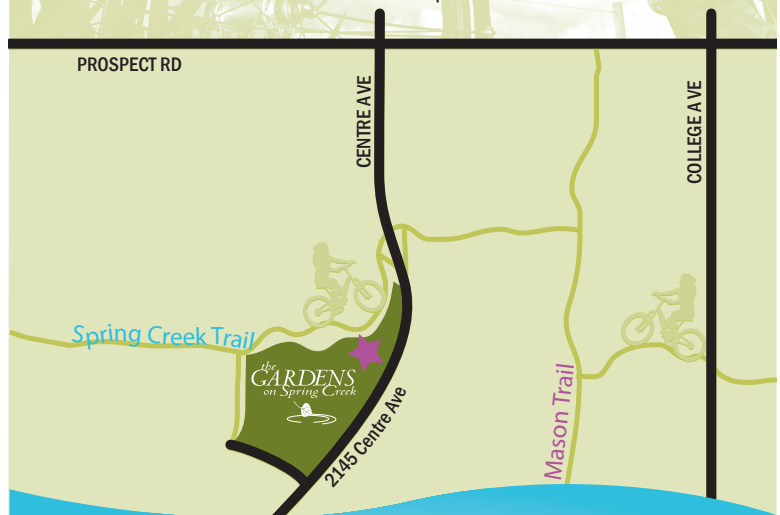 PROSPECT RD
CENTRE AVE
COLLEGE AVE
Spring Creek Trail
the
GARDENS
on Spring Creek
2145 Centre Ave
Mason Trail